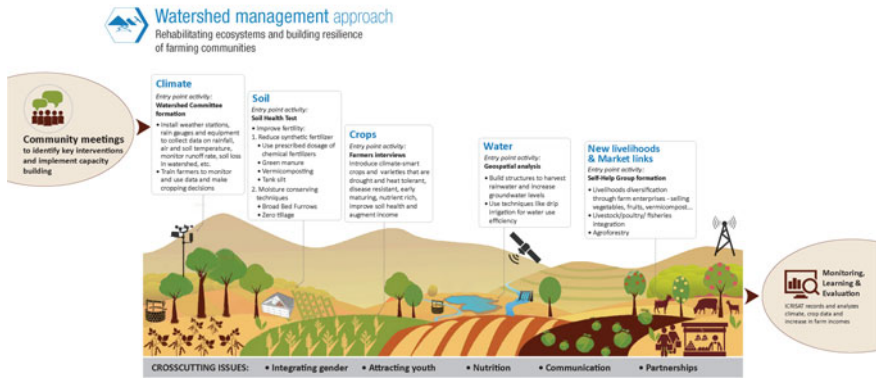 Watershed management approach
Rehabilitating ecosystems and building resilience
of farming communities
Community meetings
to identify key interventions
and implement capacity
building
Climate
Entry point activity:
Watershed Committee
formation
• Install weather stations,
rain gauges and equipment
to collect data on rainfall,
air and soil temperature,
monitor runoff rate, soil loss
in watershed, etc.
• Train farmers to monitor
and use data and make
cropping decisions
Soil
Entry point activity:
Soil Health Test
• Improve fertility:
1. Reduce synthetic fertilizer
• Use prescribed dosage of
chemical fertilizers
• Green manure
• Vermicomposting
• Tank silt
2. Moisture conserving
techniques
• Broad Bed Furrows
• Zero tillage
Crops
Entry point activity:
Farmers interviews
Introduce climate-smart
crops and varieties that are
drought and heat tolerant,
disease resistant, early
maturing, nutrient rich,
improve soil health and
augment income
Water
Entry point activity:
Geospatial analysis
• Build structures to harvest
rainwater and increase
groundwater levels
• Use techniques like drip
irrigation for water use
efficiency
New livelihoods
& Market links
Entry point activity:
Self-Help Group formation
• Livelihoods diversification
through farm enterprises - selling
vegetables, fruits, vermicompost...
• Livestock/poultry/ fisheries
integration
• Agroforestry
Monitoring,
Learning &
Evaluation
ICRISAT records and analyzes
climate, crop data and
increase in farm incomes
CROSSCUTTING ISSUES: • Integrating gender • Attracting youth • Nutrition • Communication • Partnerships